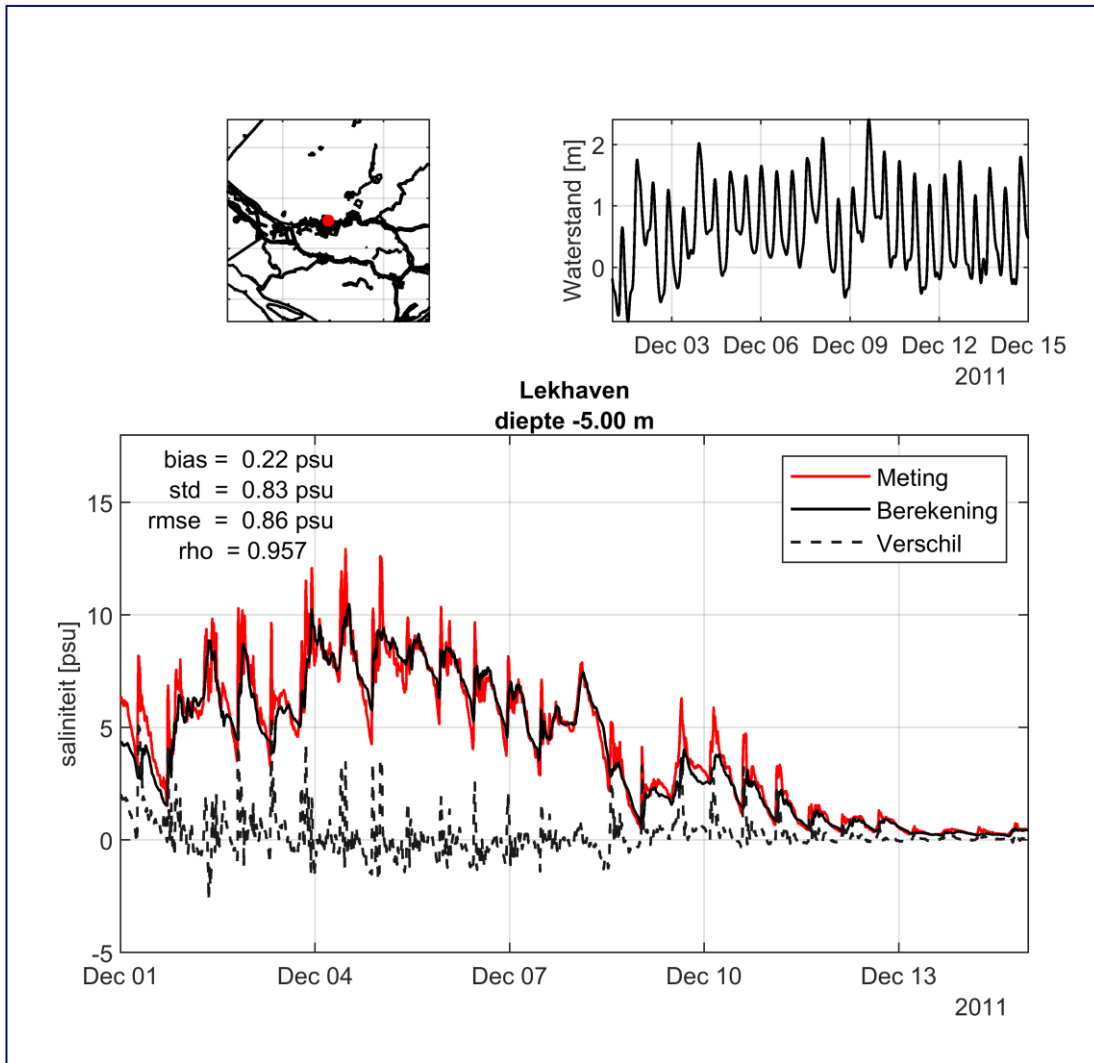 Waterstand [m]
2
1
0
Dec 03 Dec 06 Dec 09 Dec 12 Dec 15
2011
Lekhaven
diepte -5.00 m
saliniteit [psu]
15
10
5
0
-5
bias = 0.22 psu
std = 0.83 psu
rmse = 0.86 psu
rho = 0.957
Meting
Berekening
Verschil
Dec 01 Dec 04 Dec 07 Dec 10 Dec 13
2011